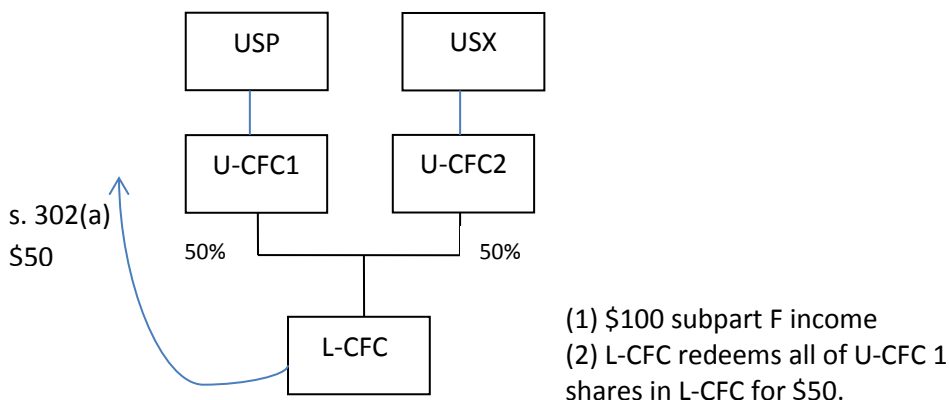 USP
USX
U-CFC1
U-CFC2
s. 302(a)
$50
50%
50%
L-CFC
(1) $100 subpart F income
(2) L-CFC redeems all of U-CFC 1
shares in L-CFC for $50.